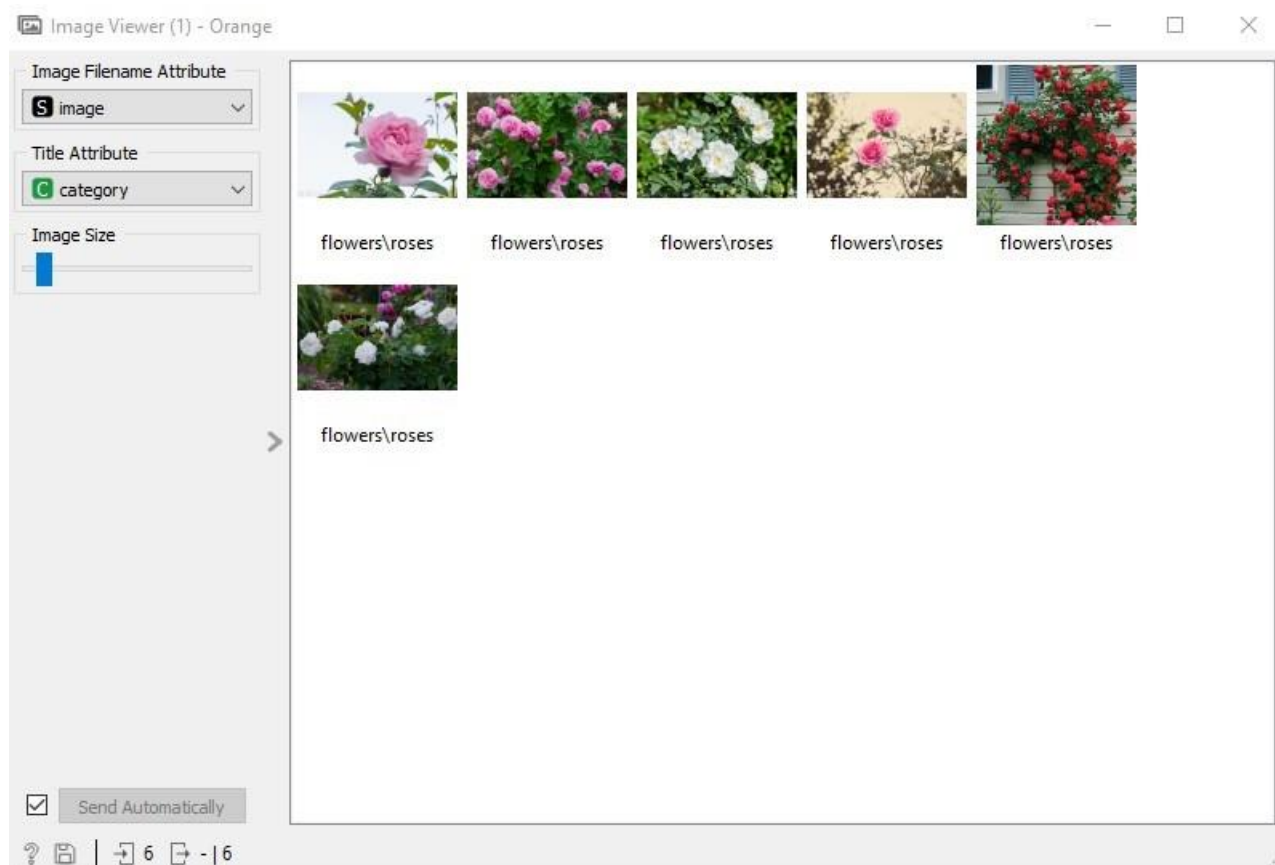 Image Viewer (1) - Orange
Image Filename Attribute
S image
Title Attribute
C category
Image Size
flowers\roses flowers\roses flowers\roses flowers\roses flowers\roses
flowers\roses
>
Send Automatically
? | 6 - | 6